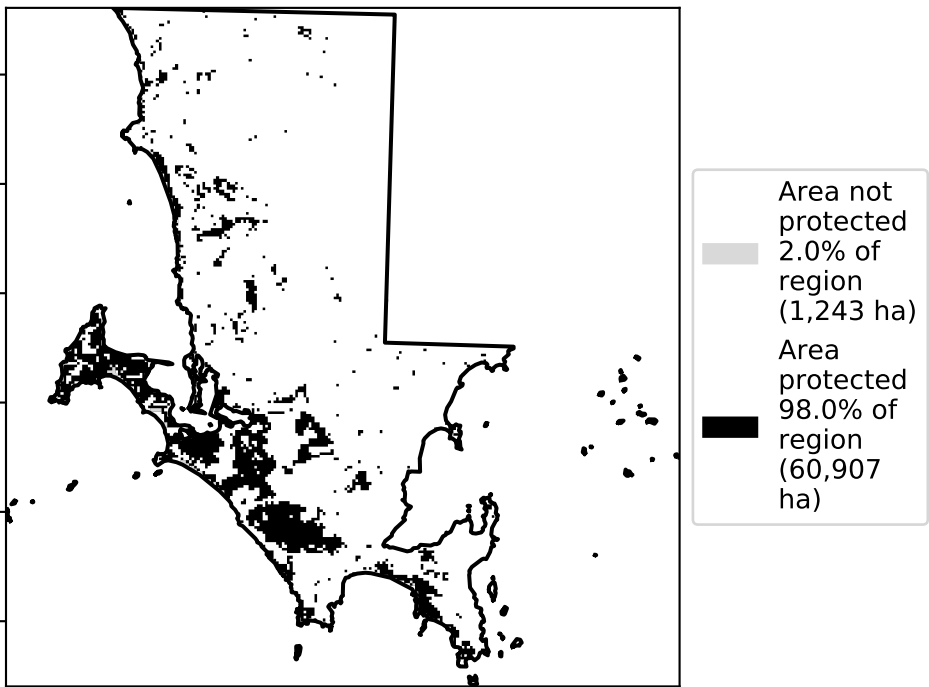 Area not
protected
2.0% of
region
(1,243 ha)
Area
protected
98.0% of
region
(60,907
ha)